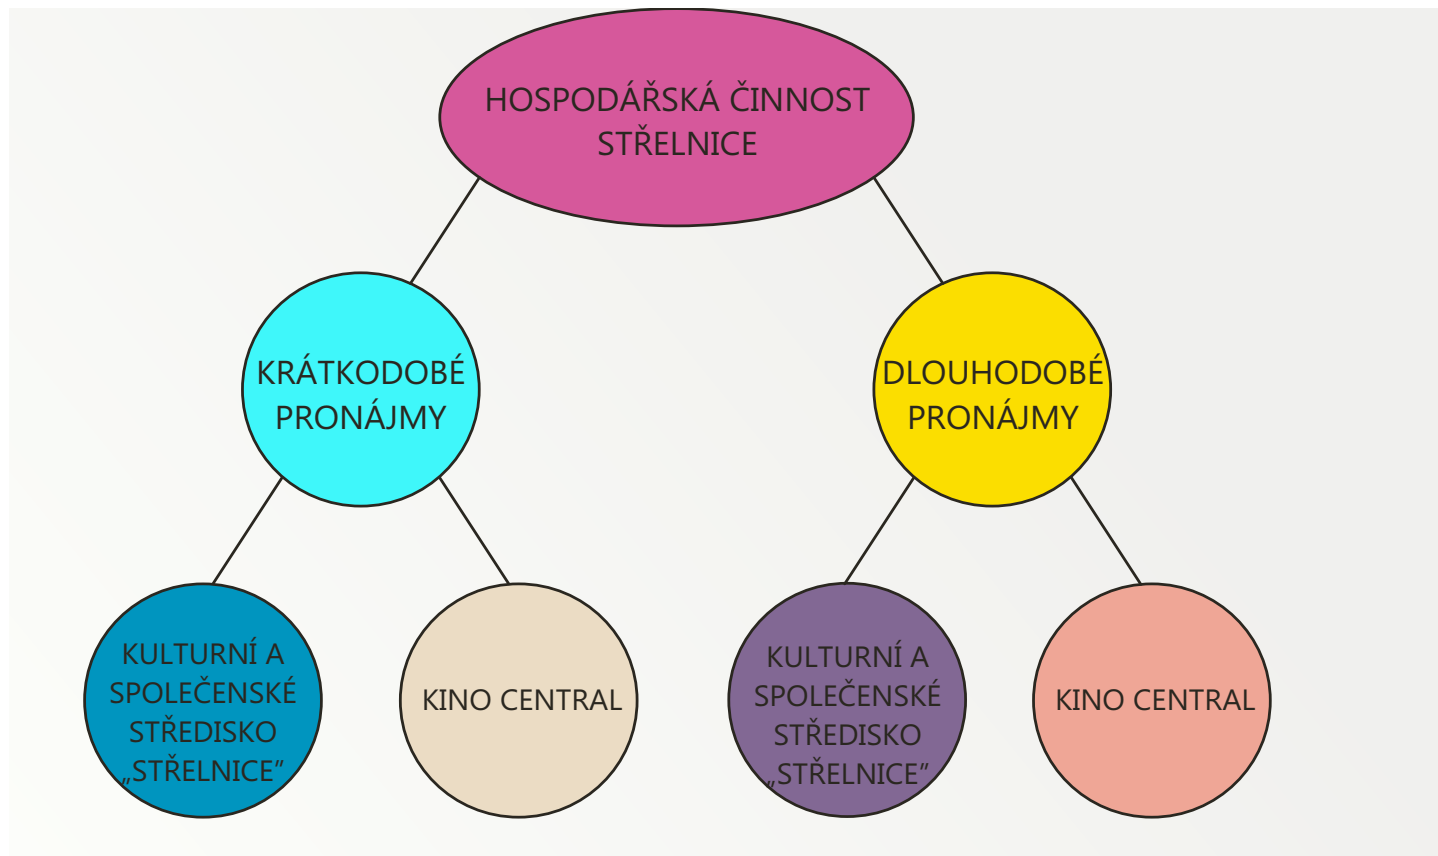 HOSPODÁŘSKÁ ČINNOST
STŘELNICE
KRÁTKODOBÉ
PRONÁJMY
DLOUHODOBÉ
PRONÁJMY
KULTURNÍ A
SPOLEČENSKÉ
STŘEDISKO
„STŘELNICE”
KINO CENTRAL
KULTURNÍ A
SPOLEČENSKÉ
STŘEDISKO
„STŘELNICE”
KINO CENTRAL